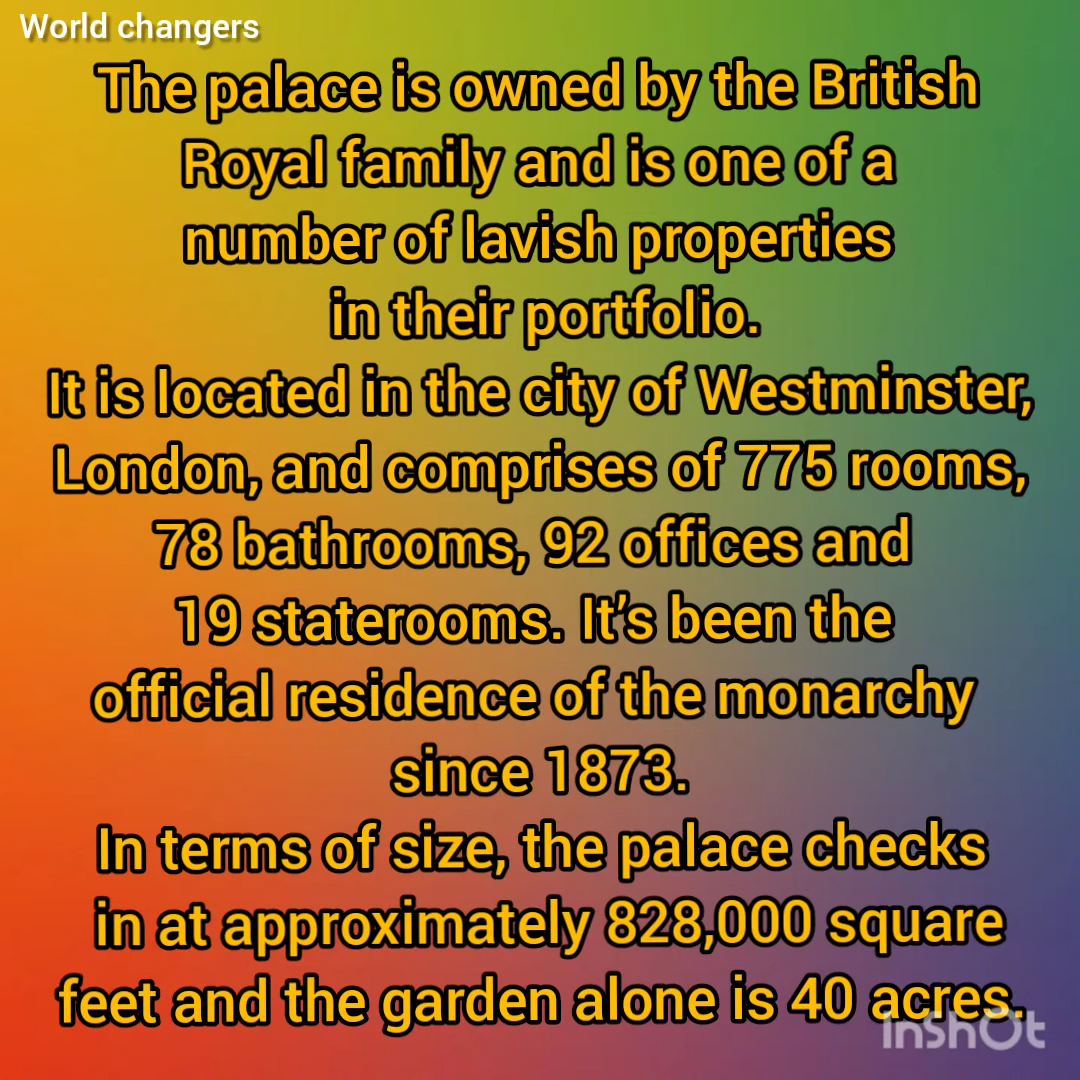 World changers
The palace is owned by the British
Royal family and is one of a
number of lavish properties
in their portfolio.
It is located in the city of Westminster,
London, and comprises of 775 rooms,
78 bathrooms, 92 offices and
19 staterooms. It’s been the
official residence of the monarchy
since 1873.
In terms of size, the palace checks
in at approximately 828,000 square
feet and the garden alone is 40 acres.
InshOt